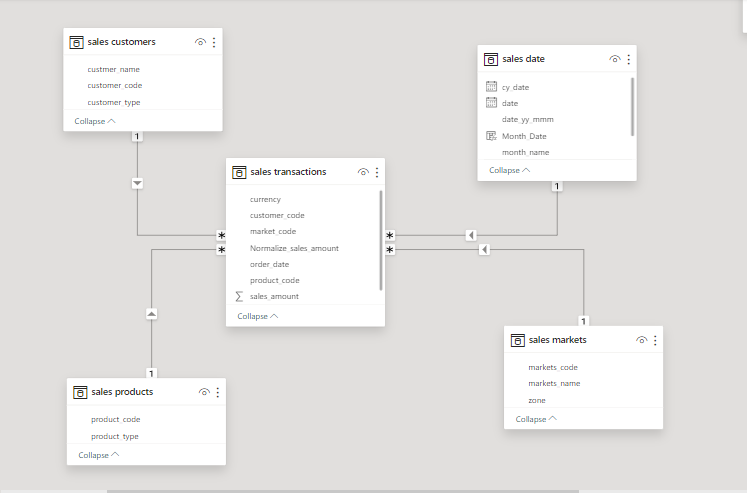 sales customers
custmer_name
customer_code
customer_type
Collapse
1
sales date
cy_date
date
date_yy_mmm
Month_Date
month_name
Collapse
1
sales transactions
currency
customer_code
market_code
Normalize_sales_amount
order_date
product_code
Σ sales_amount
Collapse
*
*
*
*
1
sales products
product_code
product_type
Collapse
1
sales markets
markets_code
markets_name
zone
Collapse